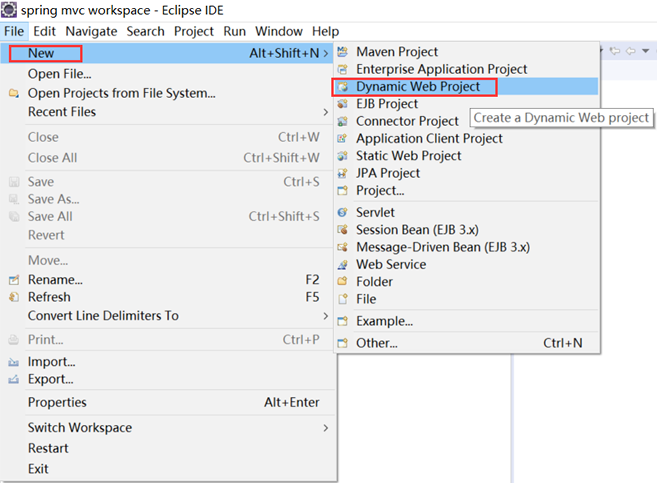 spring mvc workspace - Eclipse IDE
File Edit Navigate Search Project Run Window Help
New Alt+Shift+N >
Open File...
Open Projects from File System...
Recent Files >
Close Ctrl+W
Close All Ctrl+Shift+W
Save Ctrl+S
Save As...
Save All Ctrl+Shift+S
Revert
Move...
Rename... F2
Refresh F5
Convert Line Delimiters To >
Print... Ctrl+P
Import...
Export...
Properties Alt+Enter
Switch Workspace >
Restart
Exit
Maven Project
Enterprise Application Project
Dynamic Web Project
EJB Project
Connector Project
Application Client Project
Static Web Project
JPA Project
Project...
Servlet
Session Bean (EJB 3.x)
Message-Driven Bean (EJB 3.x)
Web Service
Folder
File
Example...
Other... Ctrl+N
Create a Dynamic Web project